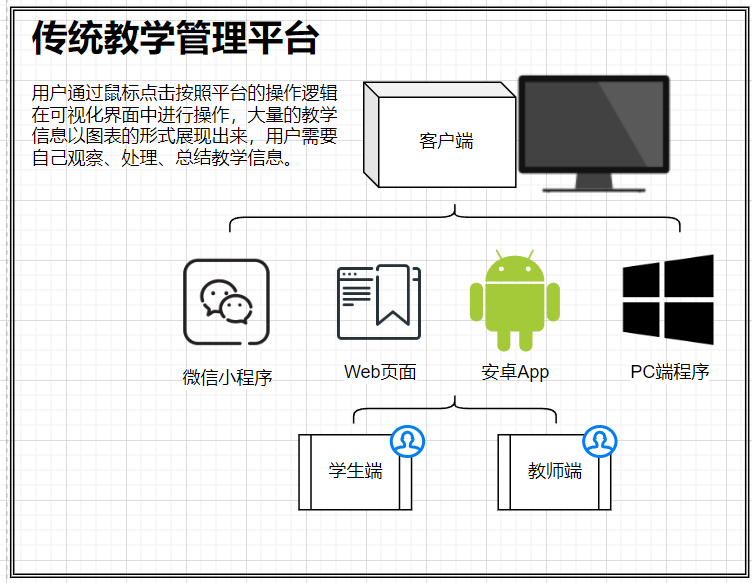 传统教学管理平台
用户通过鼠标点击按照平台的操作逻辑
在可视化界面中进行操作，大量的教学
信息以图表的形式展现出来，用户需要
自己观察、处理、总结教学信息。
客户端
微信小程序
Web页面
安卓App
PC端程序
学生端
教师端